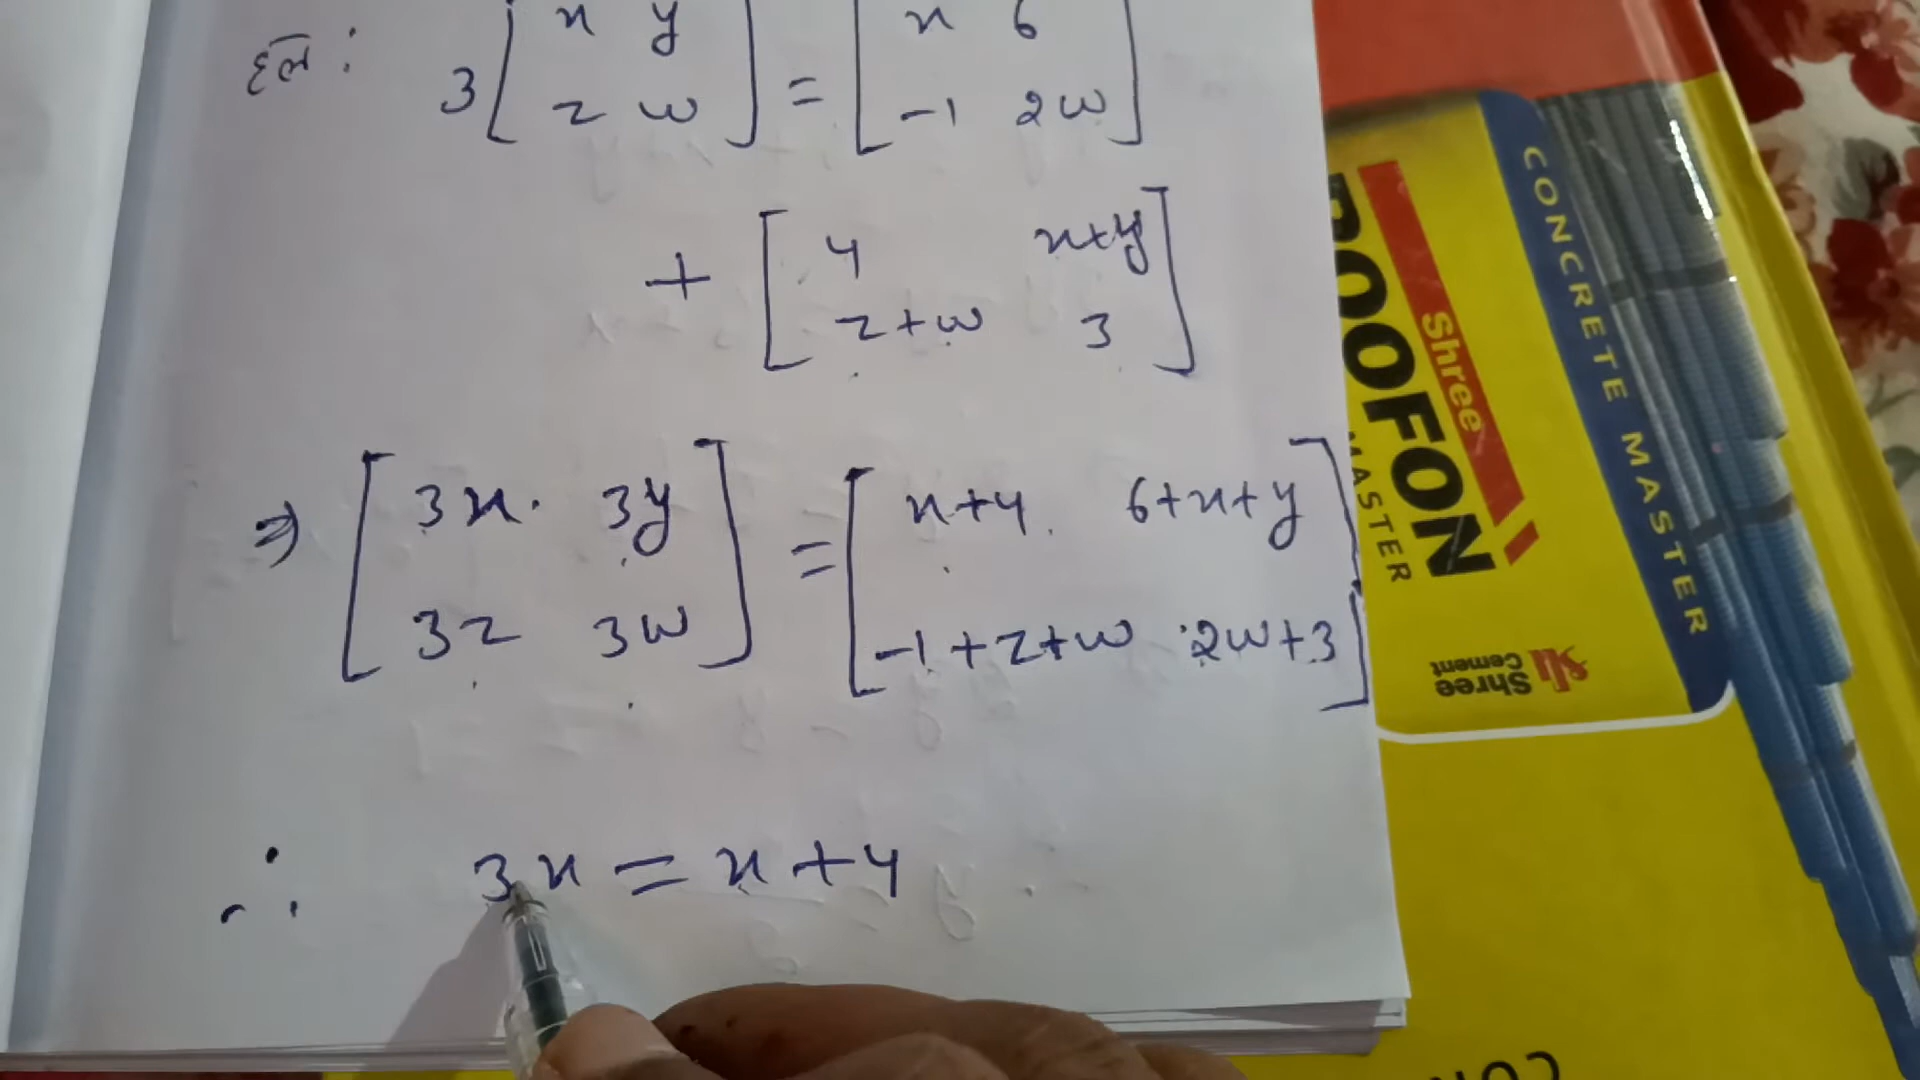 हल : 3 [ x y = [ x 6
z w ] -1 2w ]
+ [ 4 x+y
z+w 3 ]
⇒ [ 3x . 3y ] = [ x+4 . 6+x+y
3z 3w ] -1+z+w 2w+3 ]
∴ 3x = x+4
CONCRETE MASTER
Shree
ROOFON
MASTER
Shree
Cement